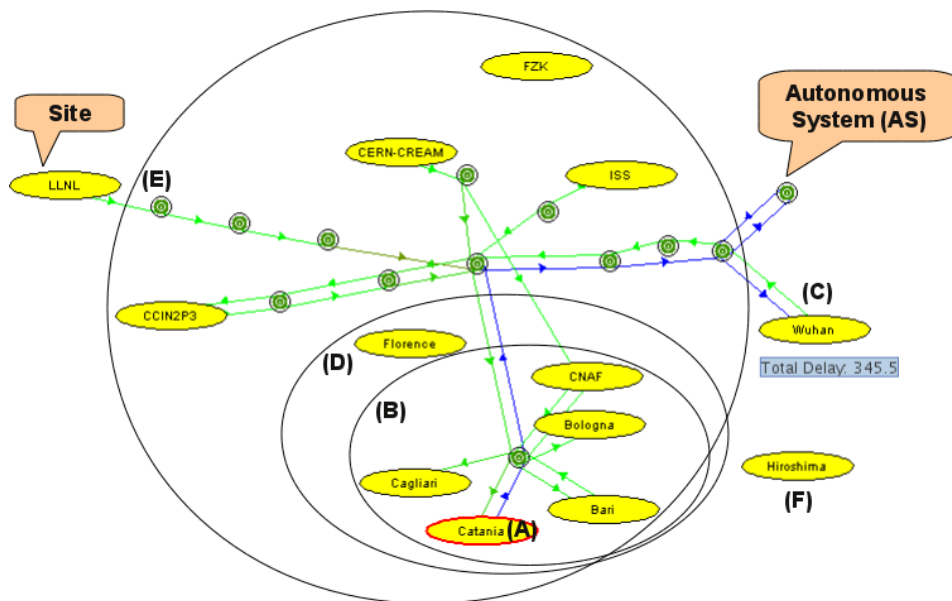 FZK
Site
Autonomous
System (AS)
CERN-CREAM
ISS
LLNL
(E)
(C)
CCIN2P3
Wuhan
Florence
(D)
Total Delay: 345.5
CNAF
(B)
Bologna
Hiroshima
Cagliari
(F)
Bari
Catania
(A)